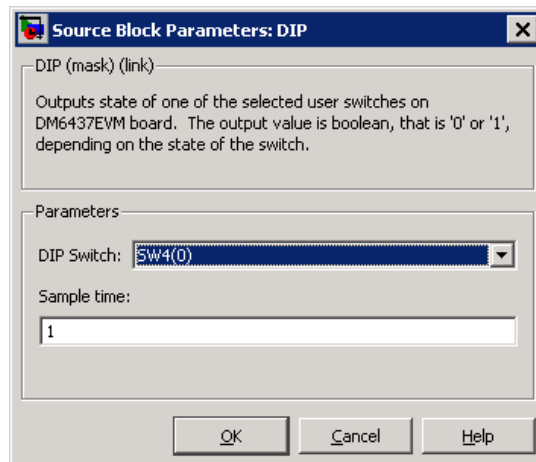 Source Block Parameters: DIP
DIP (mask) (link)
Outputs state of one of the selected user switches on
DM6437EVM board.  The output value is boolean, that is '0' or '1',
depending on the state of the switch.
Parameters
DIP Switch: SW4(0)
Sample time:
1
OK Cancel Help